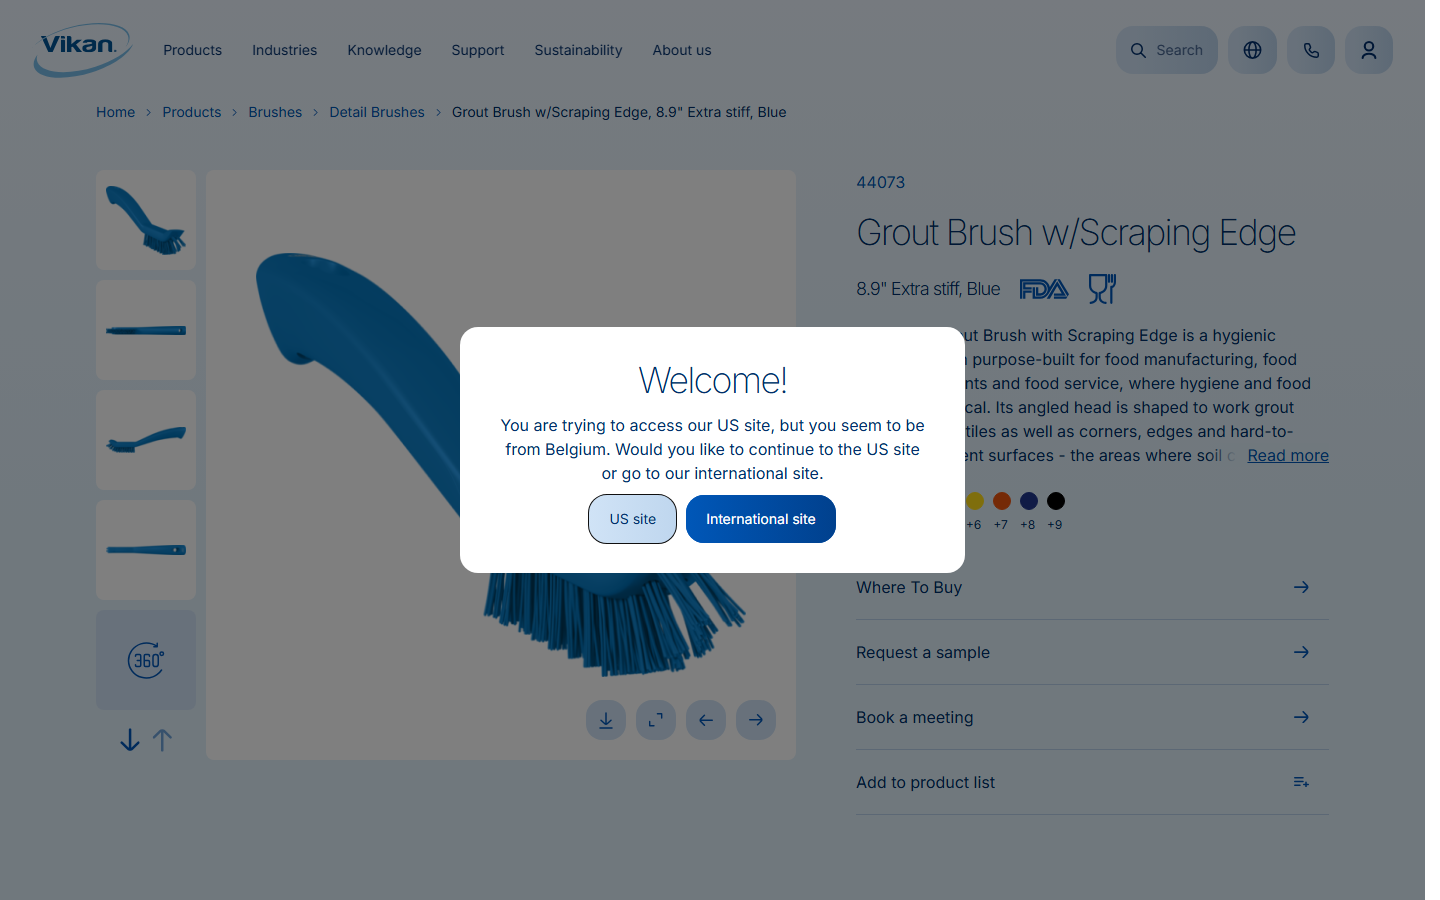 Vikan.
Products
Industries
Knowledge
Support
Sustainability
About us
Search
Home
Products
Brushes
Detail Brushes
Grout Brush w/Scraping Edge, 8.9" Extra stiff, Blue
360°
44073
Grout Brush w/Scraping Edge
8.9" Extra stiff, Blue
FDA
ut Brush with Scraping Edge is a hygienic
purpose-built for food manufacturing, food
nts and food service, where hygiene and food
cal. Its angled head is shaped to work grout
tiles as well as corners, edges and hard-to-
ent surfaces - the areas where soil c
Read more
+6
+7
+8
+9
Where To Buy
Request a sample
Book a meeting
Add to product list
Welcome!
You are trying to access our US site, but you seem to be
from Belgium. Would you like to continue to the US site
or go to our international site.
US site
International site